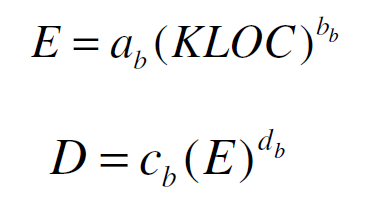 E = a_b (KLOC)^{b_b}
D = c_b (E)^{d_b}